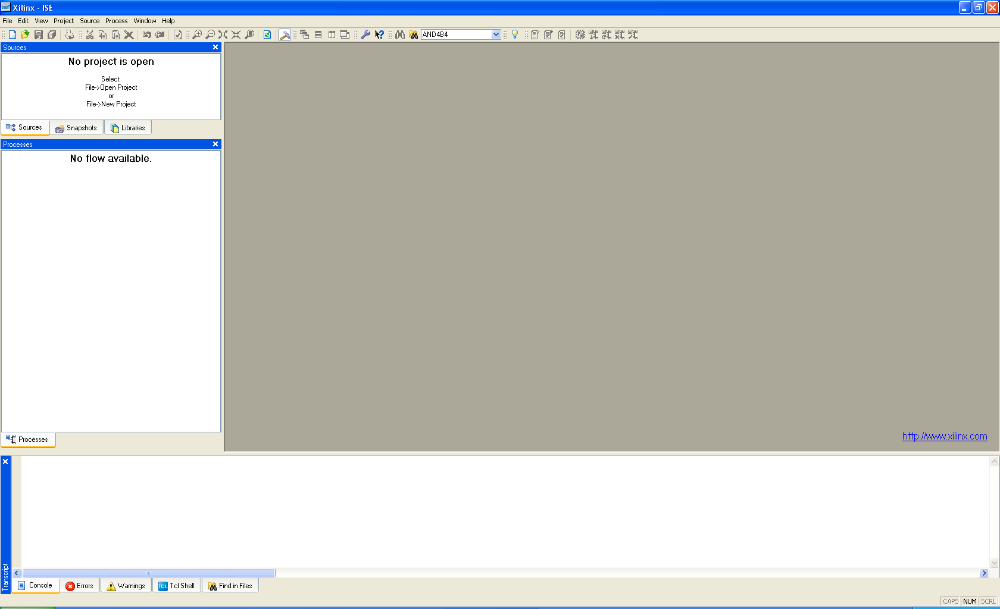 Xilinx - ISE
File Edit View Project Source Process Window Help
AND4B4
Sources
No project is open
Select:
File->Open Project
or
File->New Project
Sources Snapshots Libraries
Processes
No flow available.
Processes
http://www.xilinx.com
Transcript
Console Errors Warnings TCL Tcl Shell Find in Files
CAPS NUM SCRL